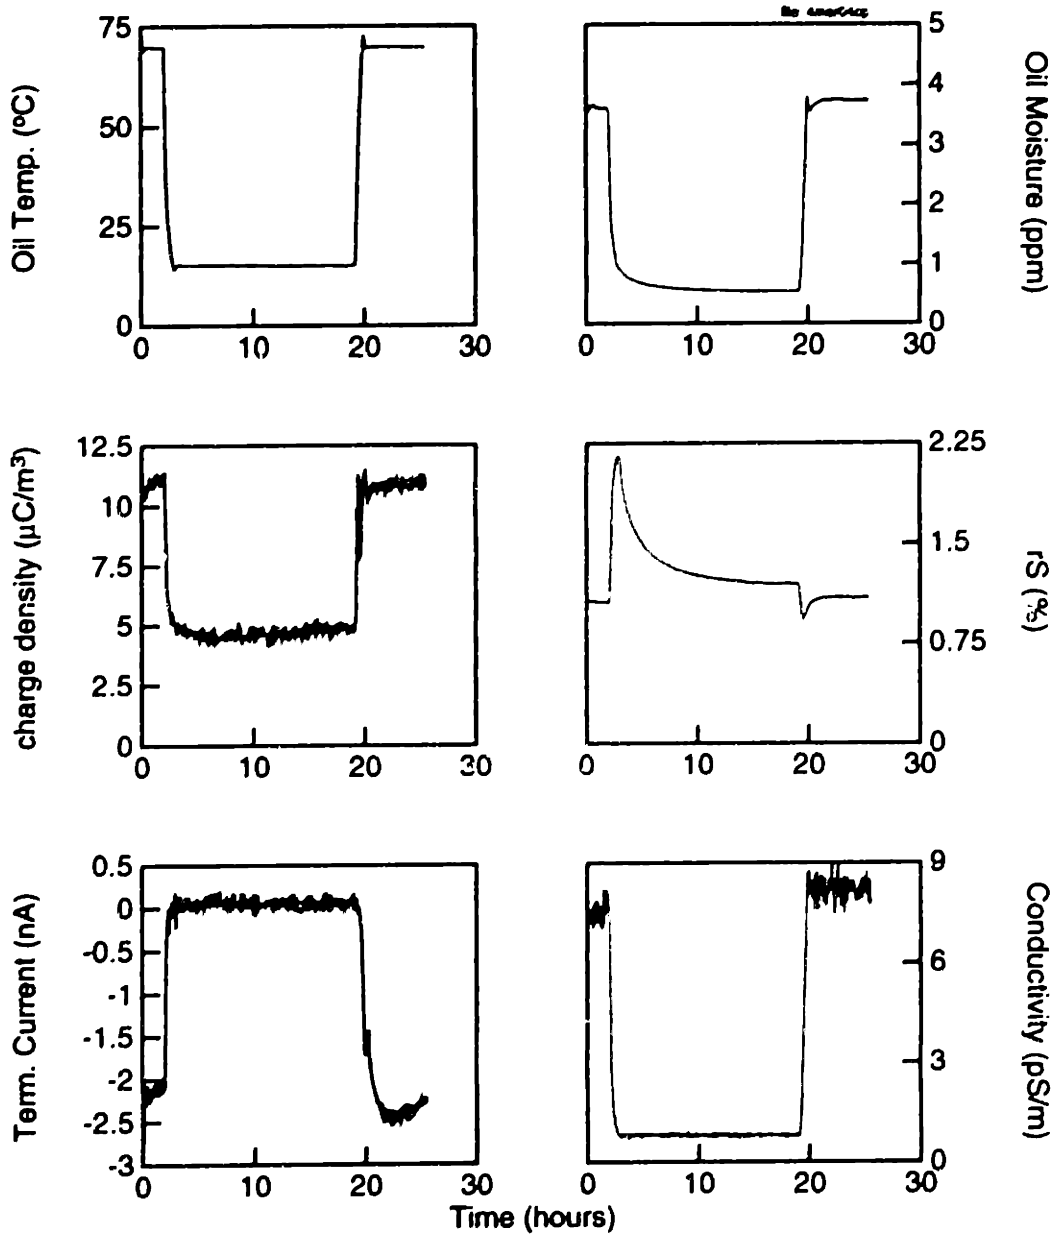 Oil Temp. (ºC)
75
50
25
0
0 10 20 30
Oil Moisture (ppm)
5
4
3
2
1
0
0 10 20 30
charge density (µC/m³)
12.5
10
7.5
5
2.5
0
0 10 20 30
rS (%)
2.25
1.5
0.75
0
0 10 20 30
Term. Current (nA)
0.5
0
-0.5
-1
-1.5
-2
-2.5
-3
0 10 20 30
Conductivity (pS/m)
9
6
3
0
0 10 20 30
Time (hours)